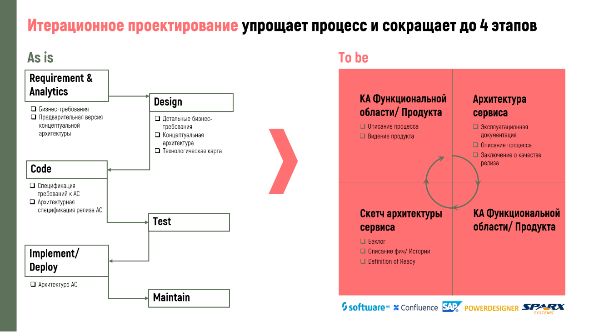 Итерационное проектирование упрощает процесс и сокращает до 4 этапов
As is
Requirement &
Analytics
Бизнес-требования
Предварительная версия
концептуальной
архитектуры
Design
Детальные бизнес-
требования
Концептуальная
архитектура
Технологическая карта
Code
Спецификация
требований к АС
Архитектурная
спецификация релиза АС
Test
Implement/
Deploy
Архитектура АС
Maintain
To be
КА Функциональной
области/ Продукта
Описание процесса
Видение продукта
Архитектура
сервиса
Эксплуатационная
документация
Описание процесса
Заключение о качестве
релиза
Скетч архитектуры
сервиса
Бэклог
Описание фич/ Истории
Definition of Ready
КА Функциональной
области/ Продукта
software AG Confluence SAP POWERDESIGNER SPARX SYSTEMS